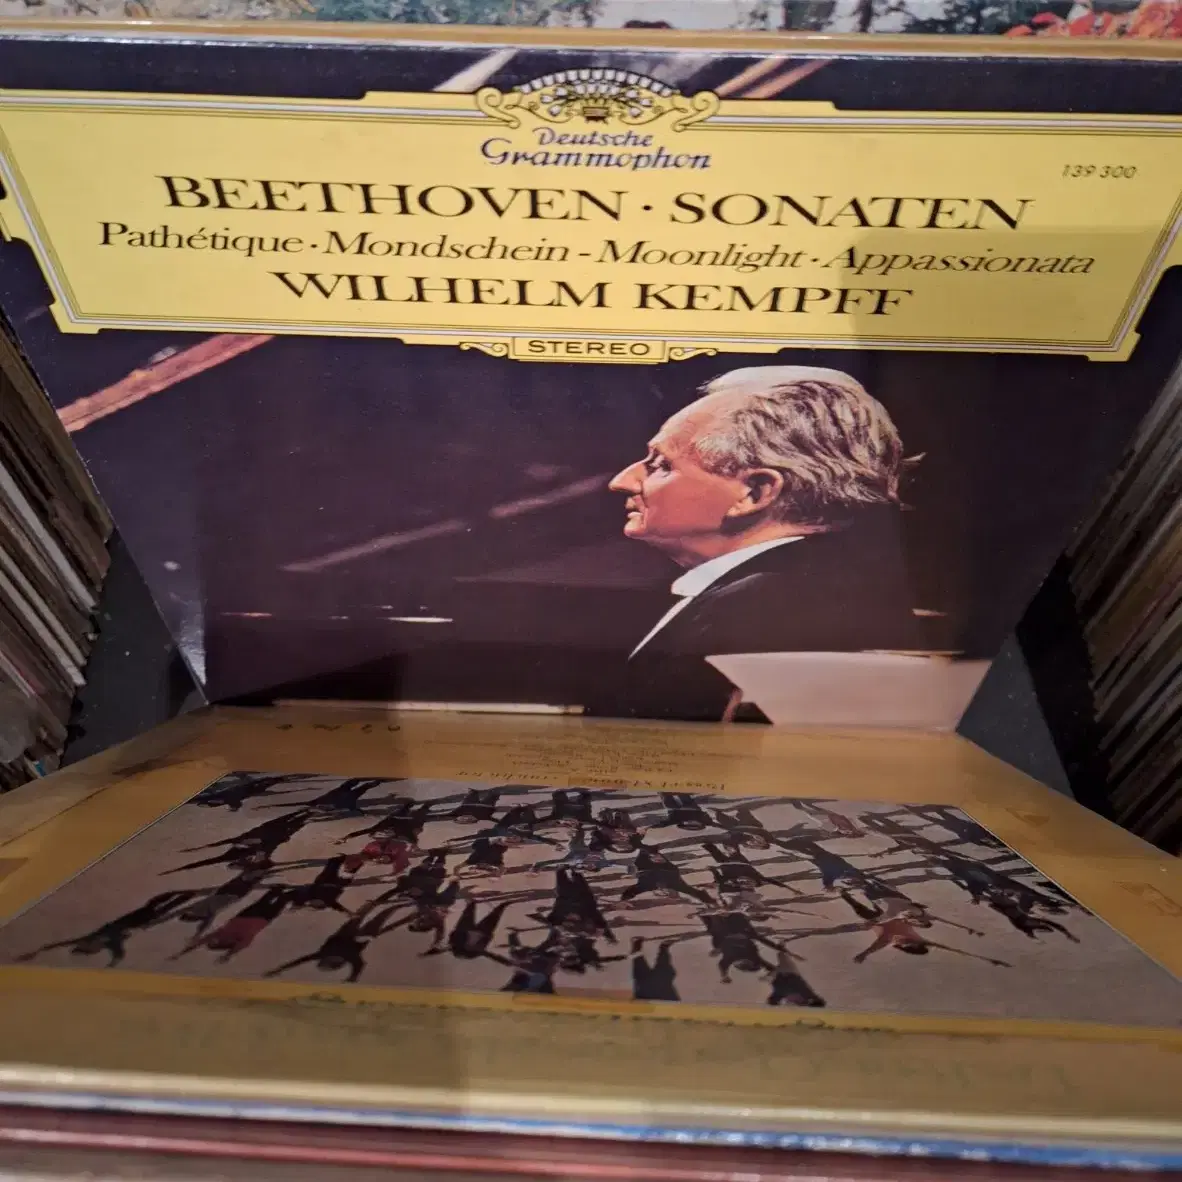 Deutsche
Grammophon
139 300
BEETHOVEN · SONATEN
Pathétique · Mondschein - Moonlight · Appassionata
WILHELM KEMPFF
STEREO